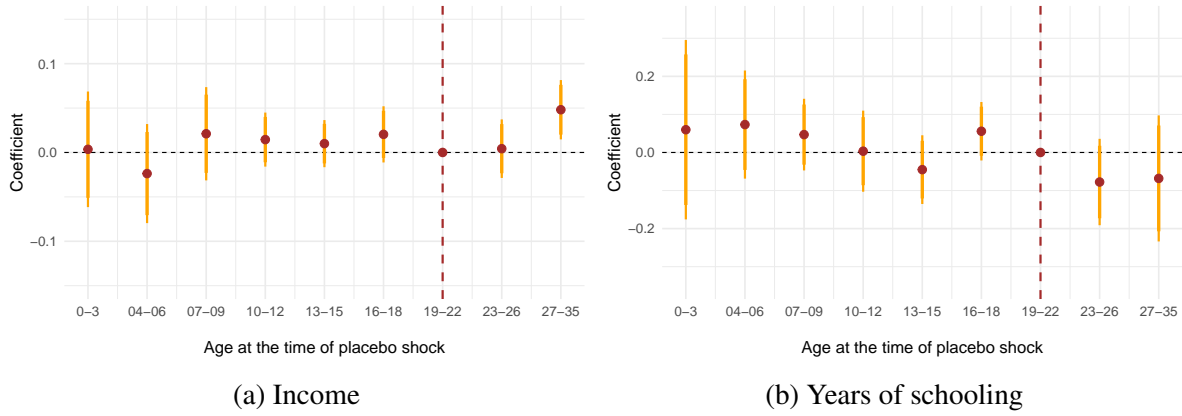 Coefficient
0.1
0.0
−0.1
0–3 04–06 07–09 10–12 13–15 16–18 19–22 23–26 27–35
Age at the time of placebo shock
(a) Income
Coefficient
0.2
0.0
−0.2
0–3 04–06 07–09 10–12 13–15 16–18 19–22 23–26 27–35
Age at the time of placebo shock
(b) Years of schooling